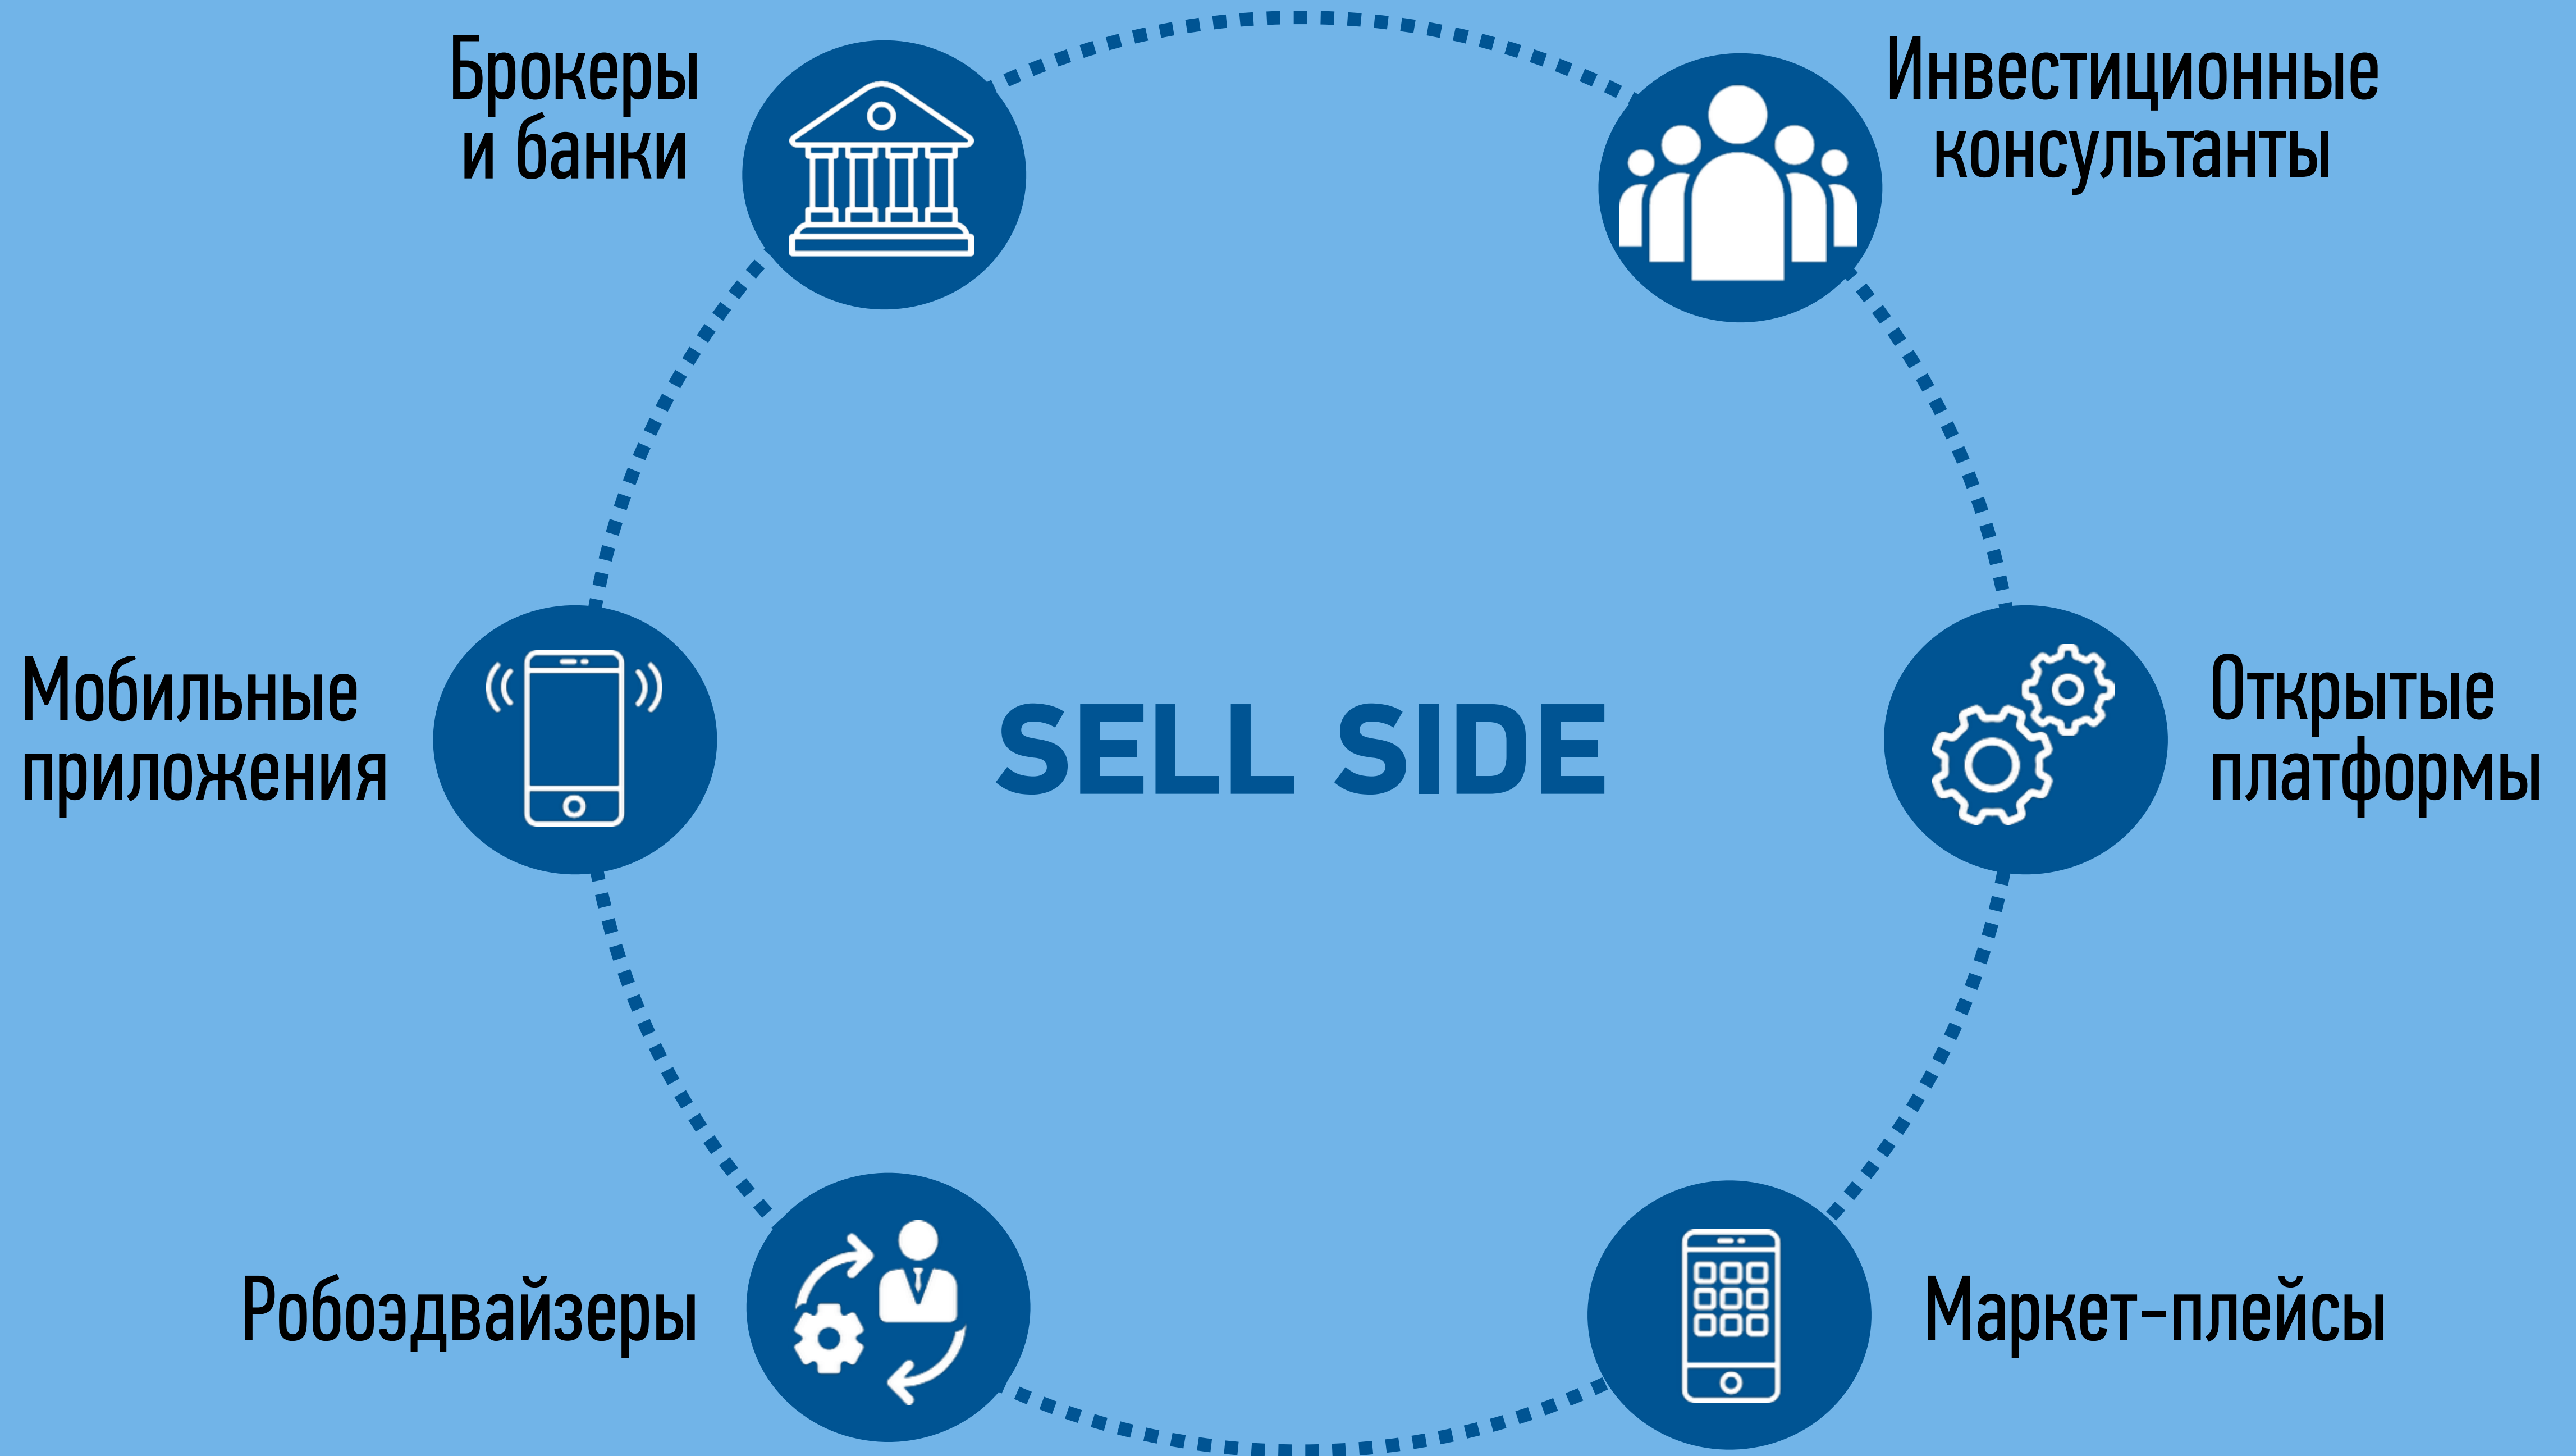 Брокеры
и банки
Инвестиционные
консультанты
Мобильные
приложения
SELL SIDE
Открытые
платформы
Робоэдвайзеры
Маркет-плейсы